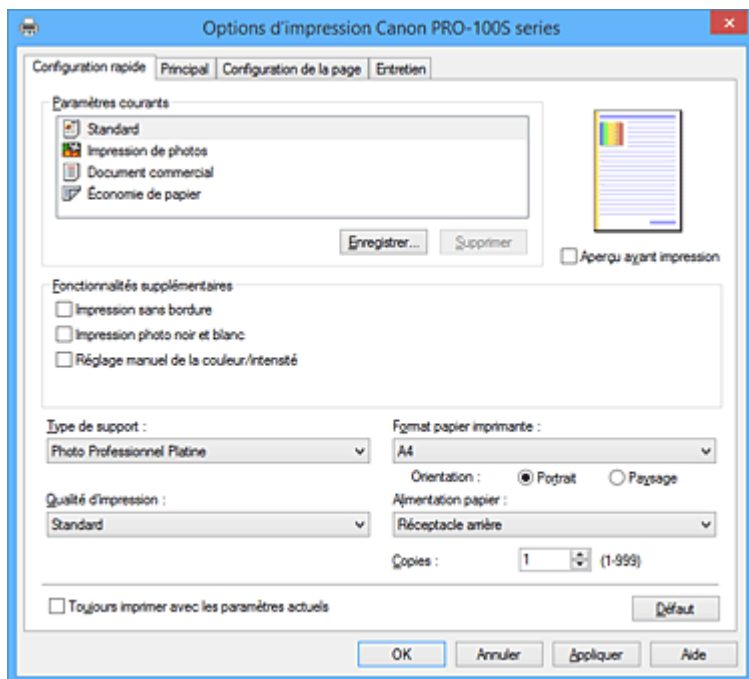 Options d'impression Canon PRO-100S series
Configuration rapide Principal Configuration de la page Entretien
Paramètres courants
Standard
Impression de photos
Document commercial
Économie de papier
Enregistrer... Supprimer
Aperçu avant impression
Fonctionnalités supplémentaires
Impression sans bordure
Impression photo noir et blanc
Réglage manuel de la couleur/intensité
Type de support :
Photo Professionnel Platine
Format papier imprimante :
A4
Orientation : Portrait Paysage
Qualité d'impression :
Standard
Alimentation papier :
Réceptacle arrière
Copies : 1 (1-999)
Toujours imprimer avec les paramètres actuels
Défaut
OK Annuler Appliquer Aide